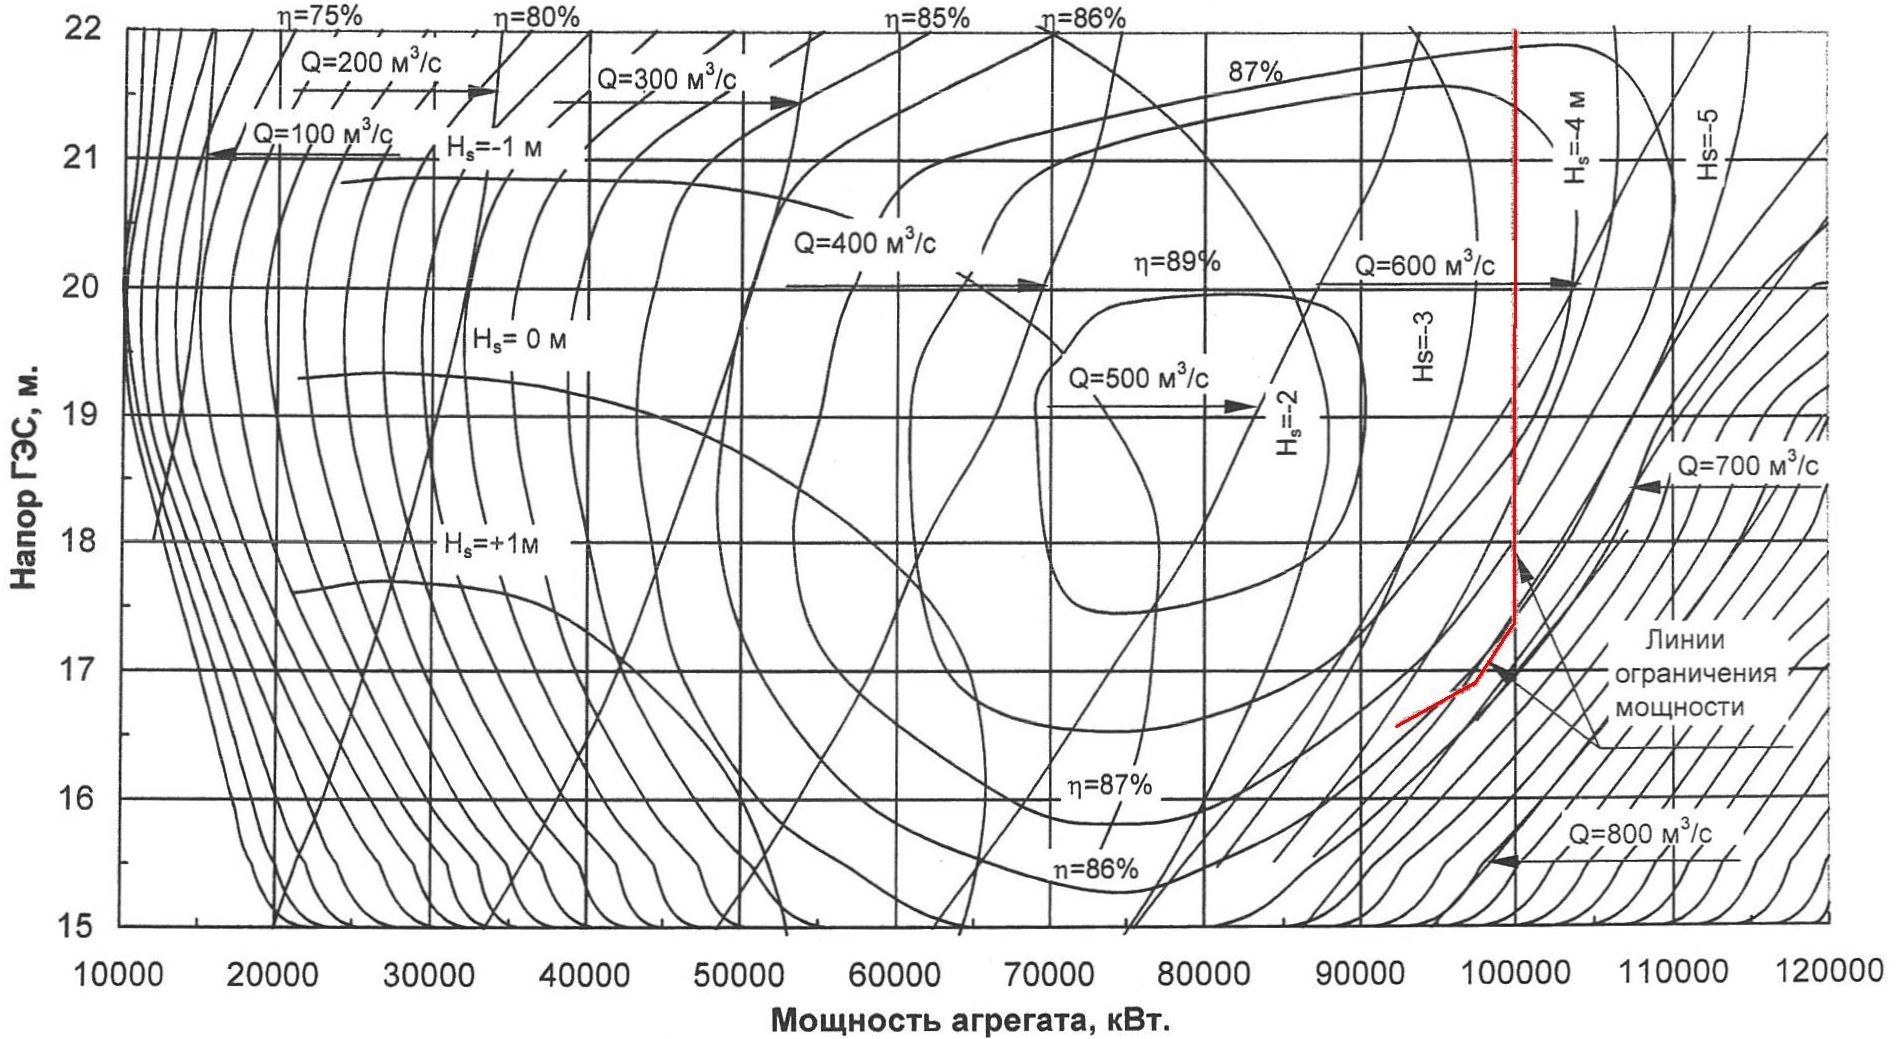 η=75%
η=80%
η=85%
η=86%
22
21
20
19
18
17
16
15
Напор ГЭС, м.
Q=200 м³/с
Q=300 м³/с
87%
Q=100 м³/с
Hₛ=-1 м
Hₛ=-4 м
Hs=-5
Q=400 м³/с
η=89%
Q=600 м³/с
Hₛ= 0 м
Hs=-3
Q=500 м³/с
Hₛ=-2
Q=700 м³/с
Hₛ=+1м
Линии
ограничения
мощности
η=87%
Q=800 м³/с
η=86%
10000
20000
30000
40000
50000
60000
70000
80000
90000
100000
110000
120000
Мощность агрегата, кВт.